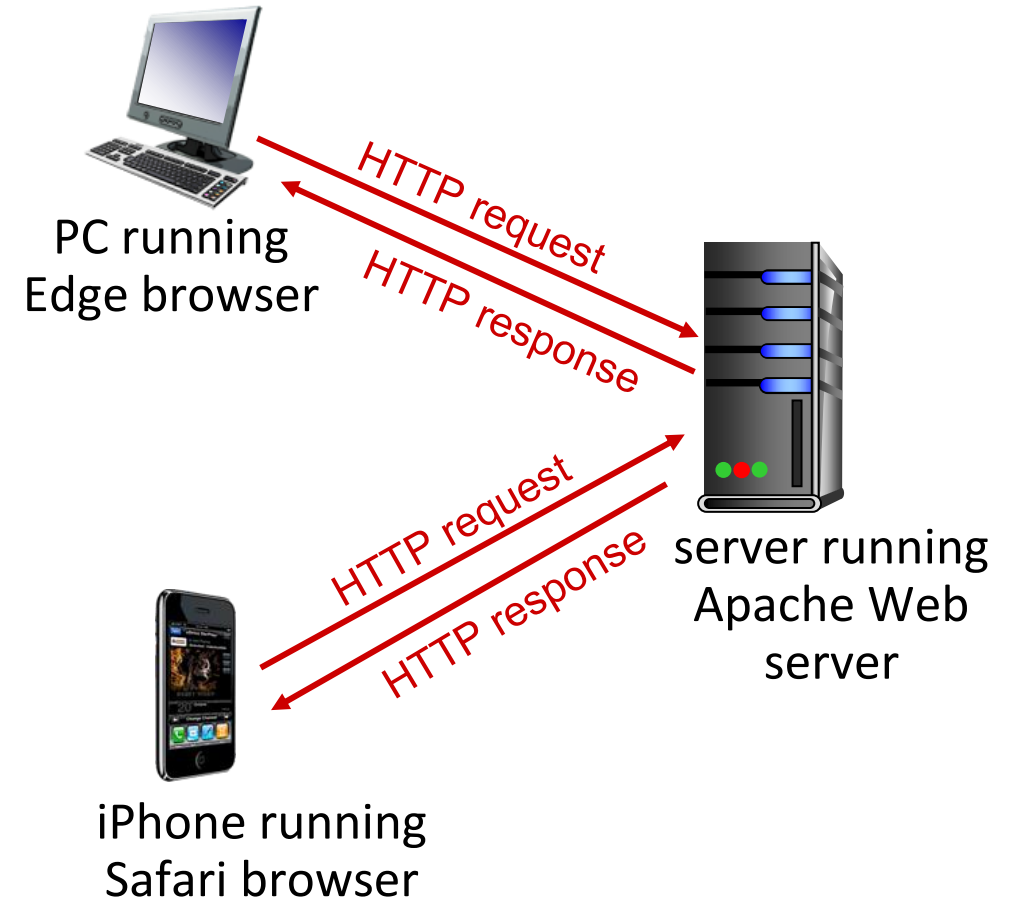 HTTP request
HTTP response
PC running
Edge browser
HTTP request
HTTP response
server running
Apache Web
server
iPhone running
Safari browser